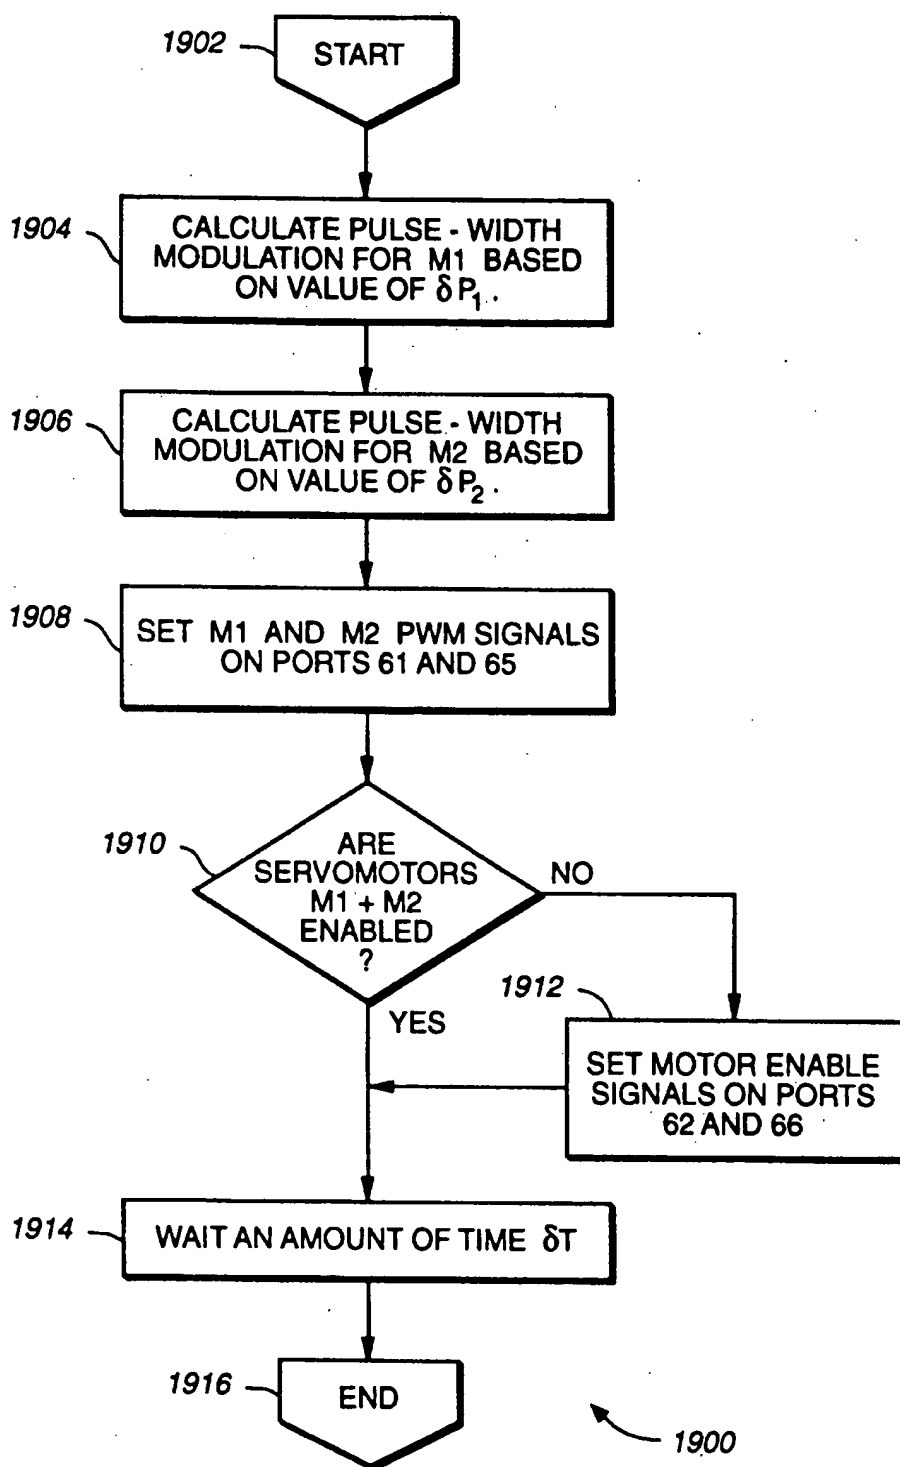 1902
START
1904
CALCULATE PULSE - WIDTH
MODULATION FOR M1 BASED
ON VALUE OF δP₁.
1906
CALCULATE PULSE - WIDTH
MODULATION FOR M2 BASED
ON VALUE OF δP₂.
1908
SET M1 AND M2 PWM SIGNALS
ON PORTS 61 AND 65
1910
ARE
SERVOMOTORS
M1 + M2
ENABLED
?
NO
YES
1912
SET MOTOR ENABLE
SIGNALS ON PORTS
62 AND 66
1914
WAIT AN AMOUNT OF TIME δT
1916
END
1900